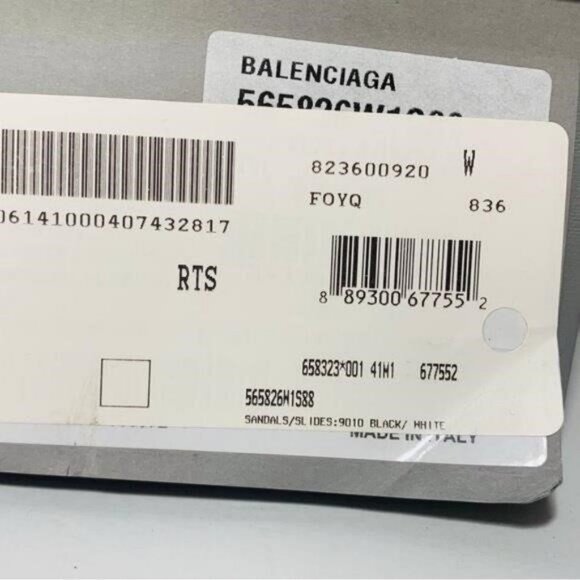 BALENCIAGA
823600920 W
FOYQ 836
06141000407432817
RTS
8 89300 67755 2
658323*001 41W1 677552
565826W1S88
SANDALS/SLIDES:9010 BLACK/ WHITE
MADE IN ITALY